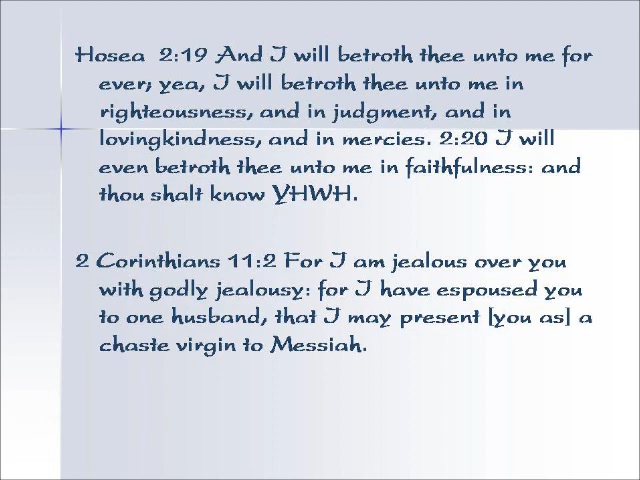 Hosea  2:19 And I will betroth thee unto me for
ever; yea, I will betroth thee unto me in
righteousness, and in judgment, and in
lovingkindness, and in mercies. 2:20 I will
even betroth thee unto me in faithfulness: and
thou shalt know YHWH.
2 Corinthians 11:2 For I am jealous over you
with godly jealousy: for I have espoused you
to one husband, that I may present [you as] a
chaste virgin to Messiah.